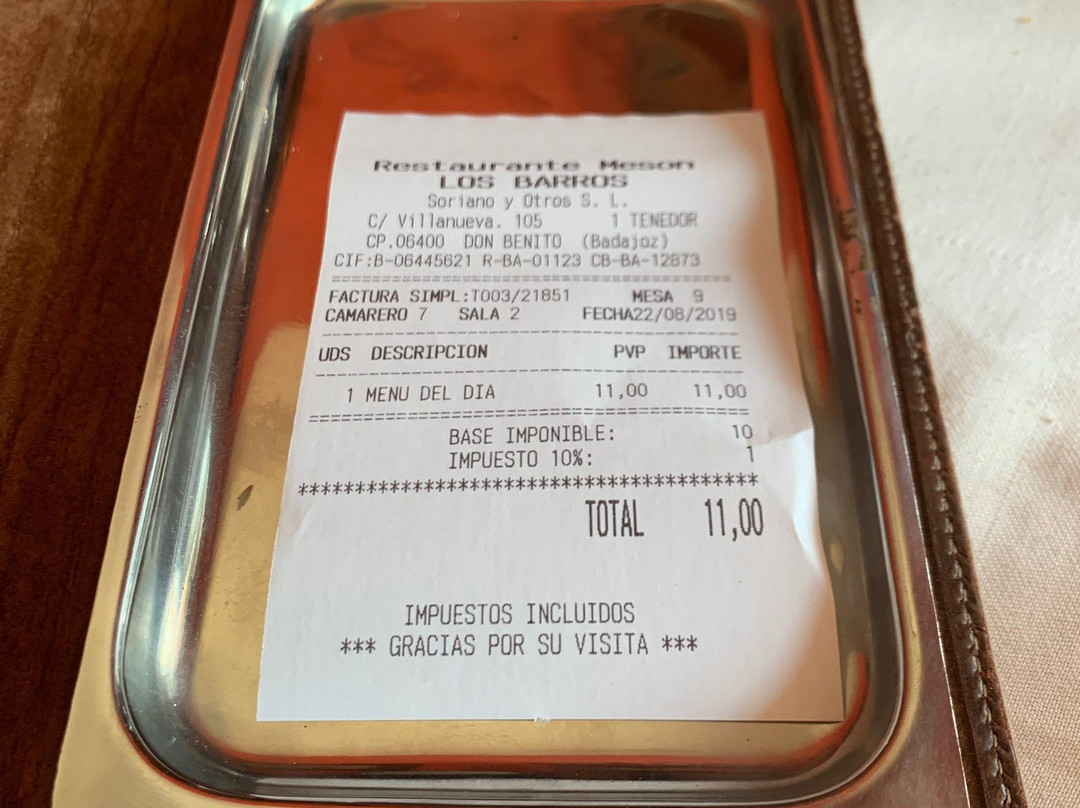 Restaurante Meson
LOS BARROS
Soriano y Otros S. L.
C/ Villanueva. 105 1 TENEDOR
CP.06400 DON BENITO (Badajoz)
CIF:B-06445621 R-BA-01123 CB-BA-12873
========================================
FACTURA SIMPL:T003/21851 MESA 9
CAMARERO 7 SALA 2 FECHA22/08/2019
----------------------------------------
UDS DESCRIPCION PVP IMPORTE
----------------------------------------
1 MENU DEL DIA 11,00 11,00
========================================
BASE IMPONIBLE: 10
IMPUESTO 10%: 1
****************************************
TOTAL 11,00
IMPUESTOS INCLUIDOS
*** GRACIAS POR SU VISITA ***